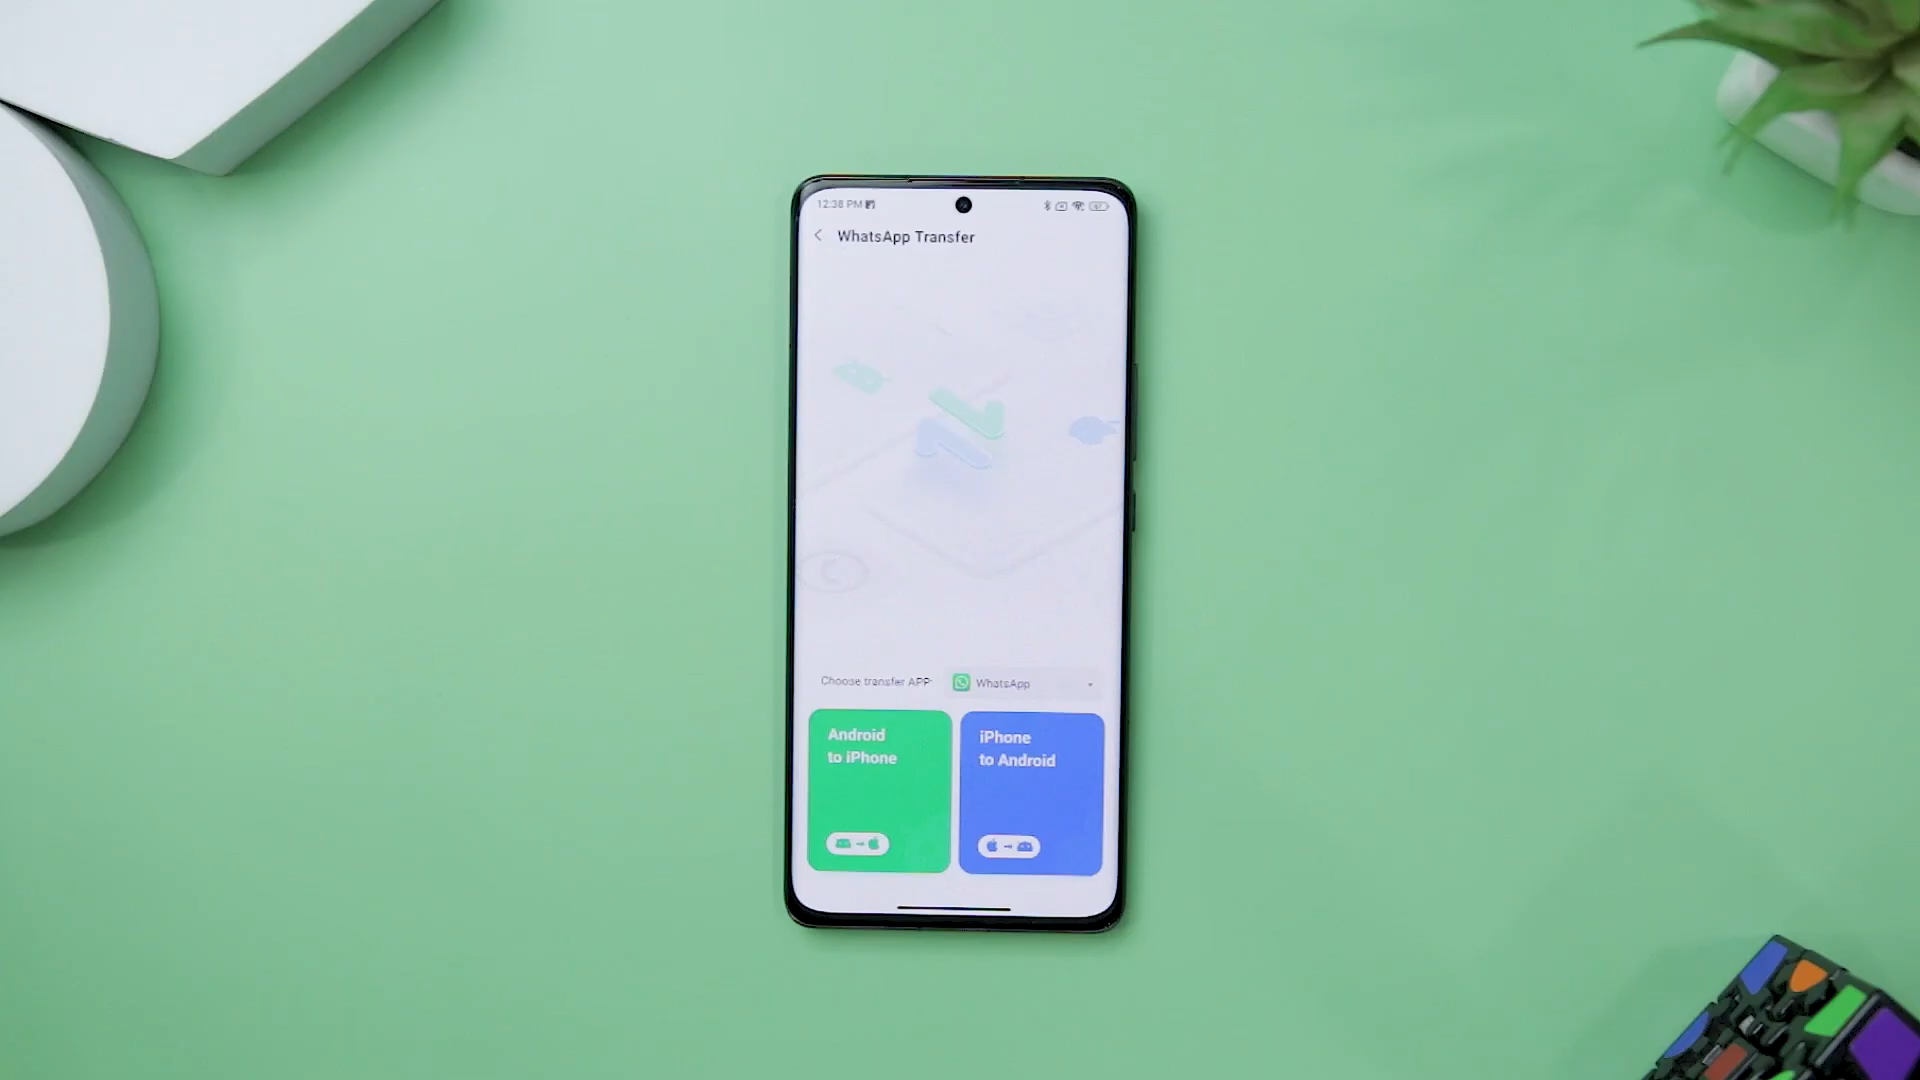 12:38 PM
WhatsApp Transfer
Choose transfer APP
WhatsApp
Android
to iPhone
iPhone
to Android